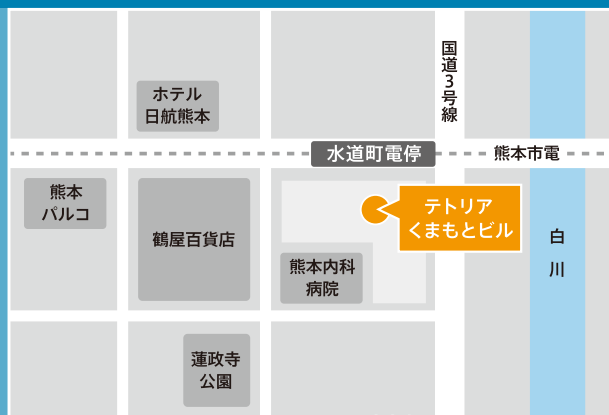 国道3号線
ホテル
日航熊本
水道町電停
熊本市電
熊本
パルコ
鶴屋百貨店
テトリア
くまもとビル
白川
熊本内科
病院
蓮政寺
公園